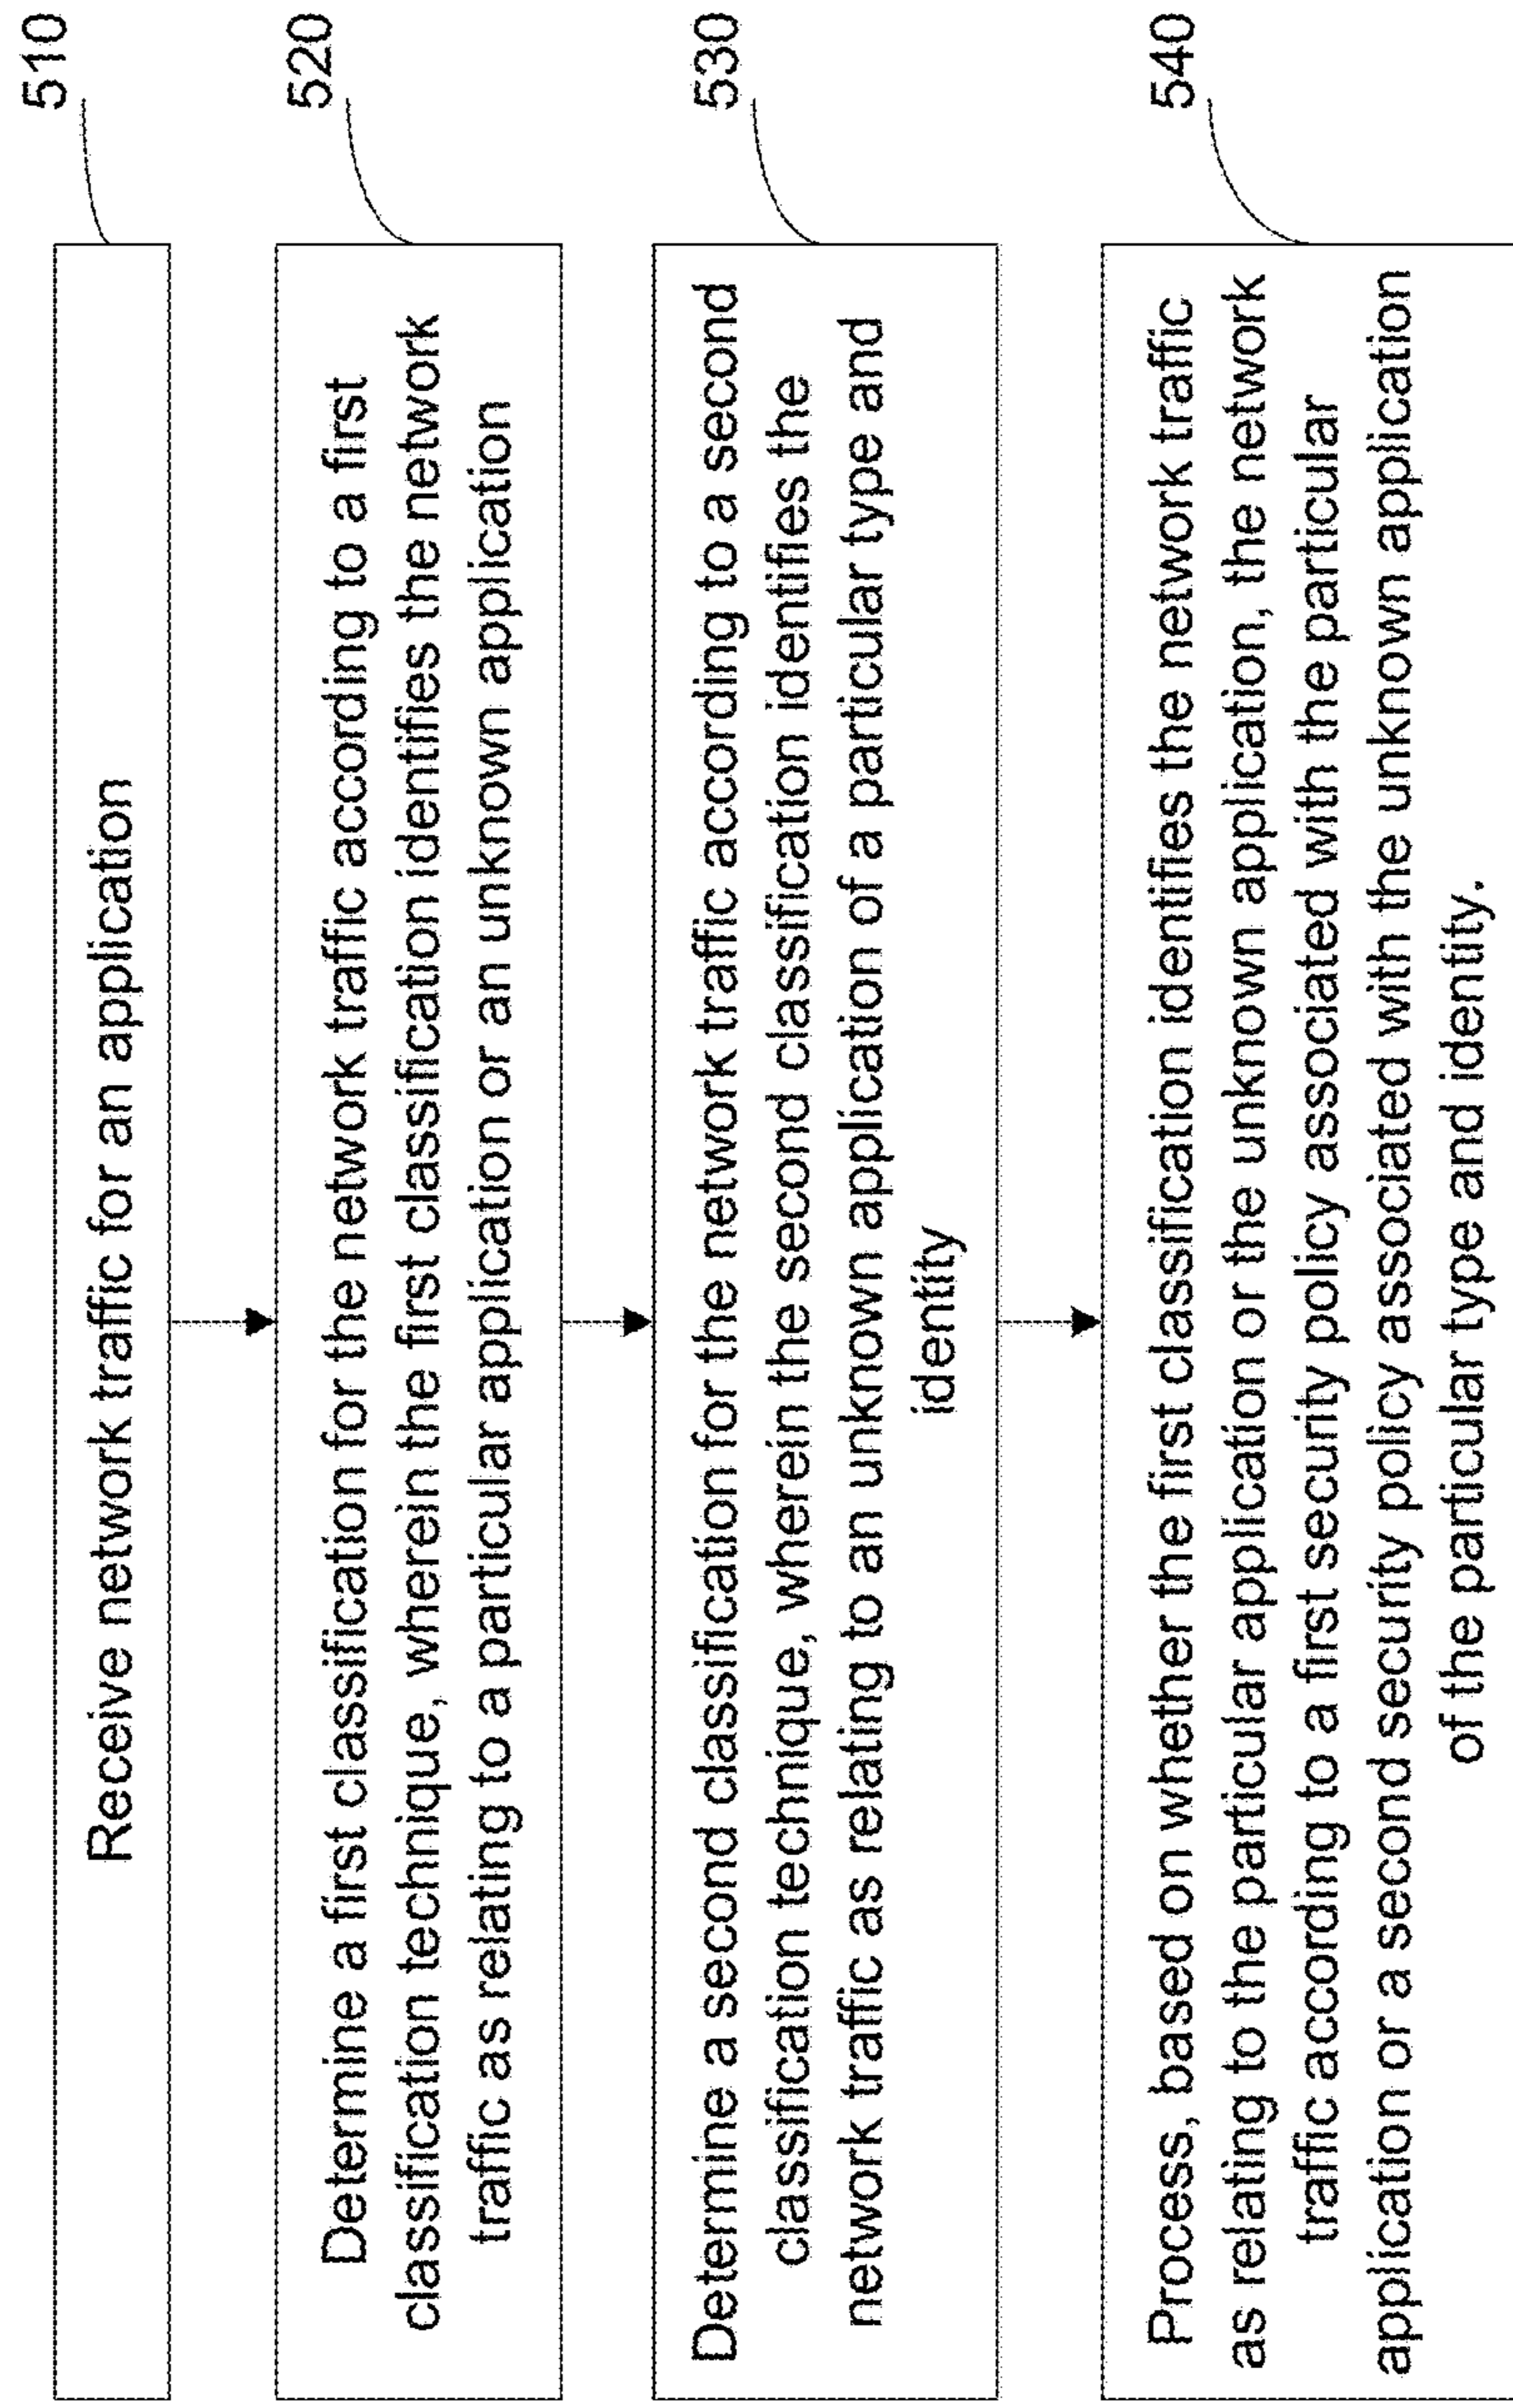 510
Receive network traffic for an application
520
Determine a first classification for the network traffic according to a first
classification technique, wherein the first classification identifies the network
traffic as relating to a particular application or an unknown application
530
Determine a second classification for the network traffic according to a second
classification technique, wherein the second classification identifies the
network traffic as relating to an unknown application of a particular type and
identity
540
Process, based on whether the first classification identifies the network traffic
as relating to the particular application or the unknown application, the network
traffic according to a first security policy associated with the particular
application or a second security policy associated with the unknown application
of the particular type and identity.